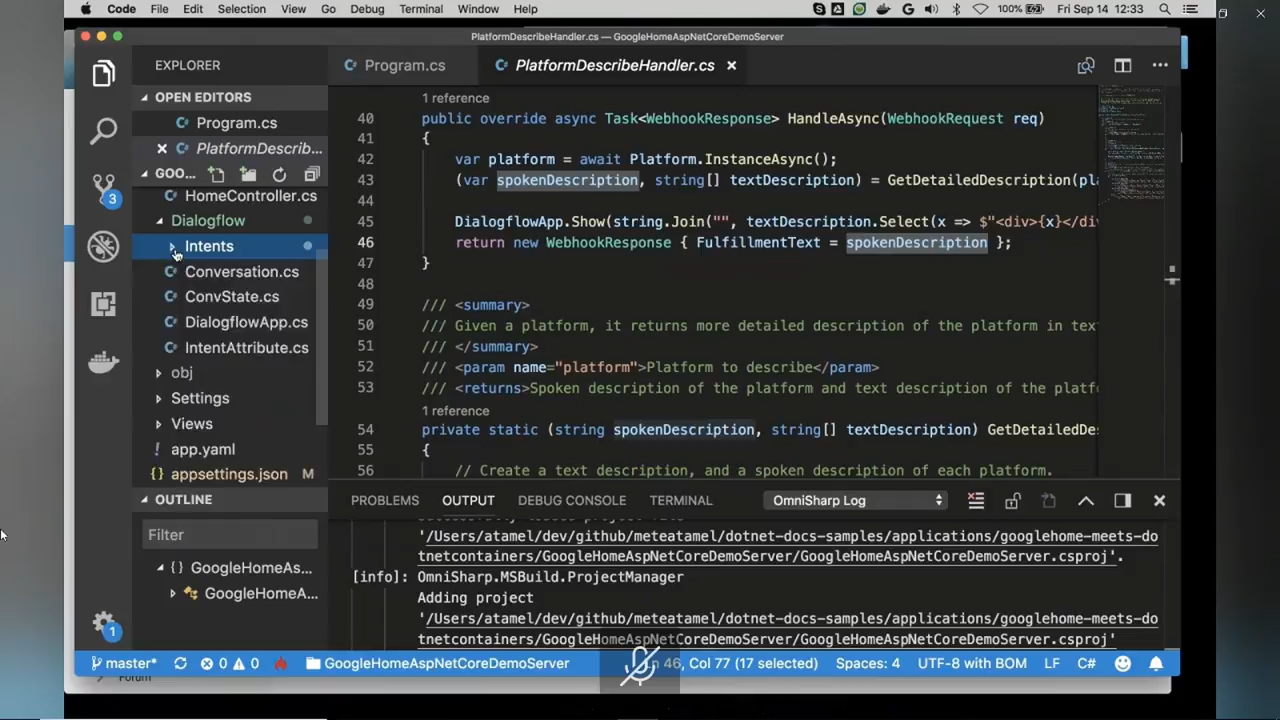 Code File Edit Selection View Go Debug Terminal Window Help 100% Fri Sep 14 12:33
PlatformDescribeHandler.cs — GoogleHomeAspNetCoreDemoServer
EXPLORER
OPEN EDITORS
Program.cs
PlatformDescrib...
GOO...
HomeController.cs
Dialogflow
Intents
Conversation.cs
ConvState.cs
DialogflowApp.cs
IntentAttribute.cs
obj
Settings
Views
app.yaml
appsettings.json M
OUTLINE
Filter
GoogleHomeAs...
GoogleHomeA...
3
1
Program.cs PlatformDescribeHandler.cs
1 reference
40 public override async Task<WebhookResponse> HandleAsync(WebhookRequest req)
41 {
42 var platform = await Platform.InstanceAsync();
43 (var spokenDescription, string[] textDescription) = GetDetailedDescription(pla
44
45 DialogflowApp.Show(string.Join("", textDescription.Select(x => $"<div>{x}</div
46 return new WebhookResponse { FulfillmentText = spokenDescription };
47 }
48
49 /// <summary>
50 /// Given a platform, it returns more detailed description of the platform in text
51 /// </summary>
52 /// <param name="platform">Platform to describe</param>
53 /// <returns>Spoken description of the platform and text description of the platfo
1 reference
54 private static (string spokenDescription, string[] textDescription) GetDetailedDes
55 {
56 // Create a text description, and a spoken description of each platform.
PROBLEMS OUTPUT DEBUG CONSOLE TERMINAL OmniSharp Log
'/Users/atamel/dev/github/meteatamel/dotnet-docs-samples/applications/googlehome-meets-do
tnetcontainers/GoogleHomeAspNetCoreDemoServer/GoogleHomeAspNetCoreDemoServer.csproj'.
[info]: OmniSharp.MSBuild.ProjectManager
Adding project
'/Users/atamel/dev/github/meteatamel/dotnet-docs-samples/applications/googlehome-meets-do
tnetcontainers/GoogleHomeAspNetCoreDemoServer/GoogleHomeAspNetCoreDemoServer.csproj'
master* 0 0 GoogleHomeAspNetCoreDemoServer Ln 46, Col 77 (17 selected) Spaces: 4 UTF-8 with BOM LF C#
Forum